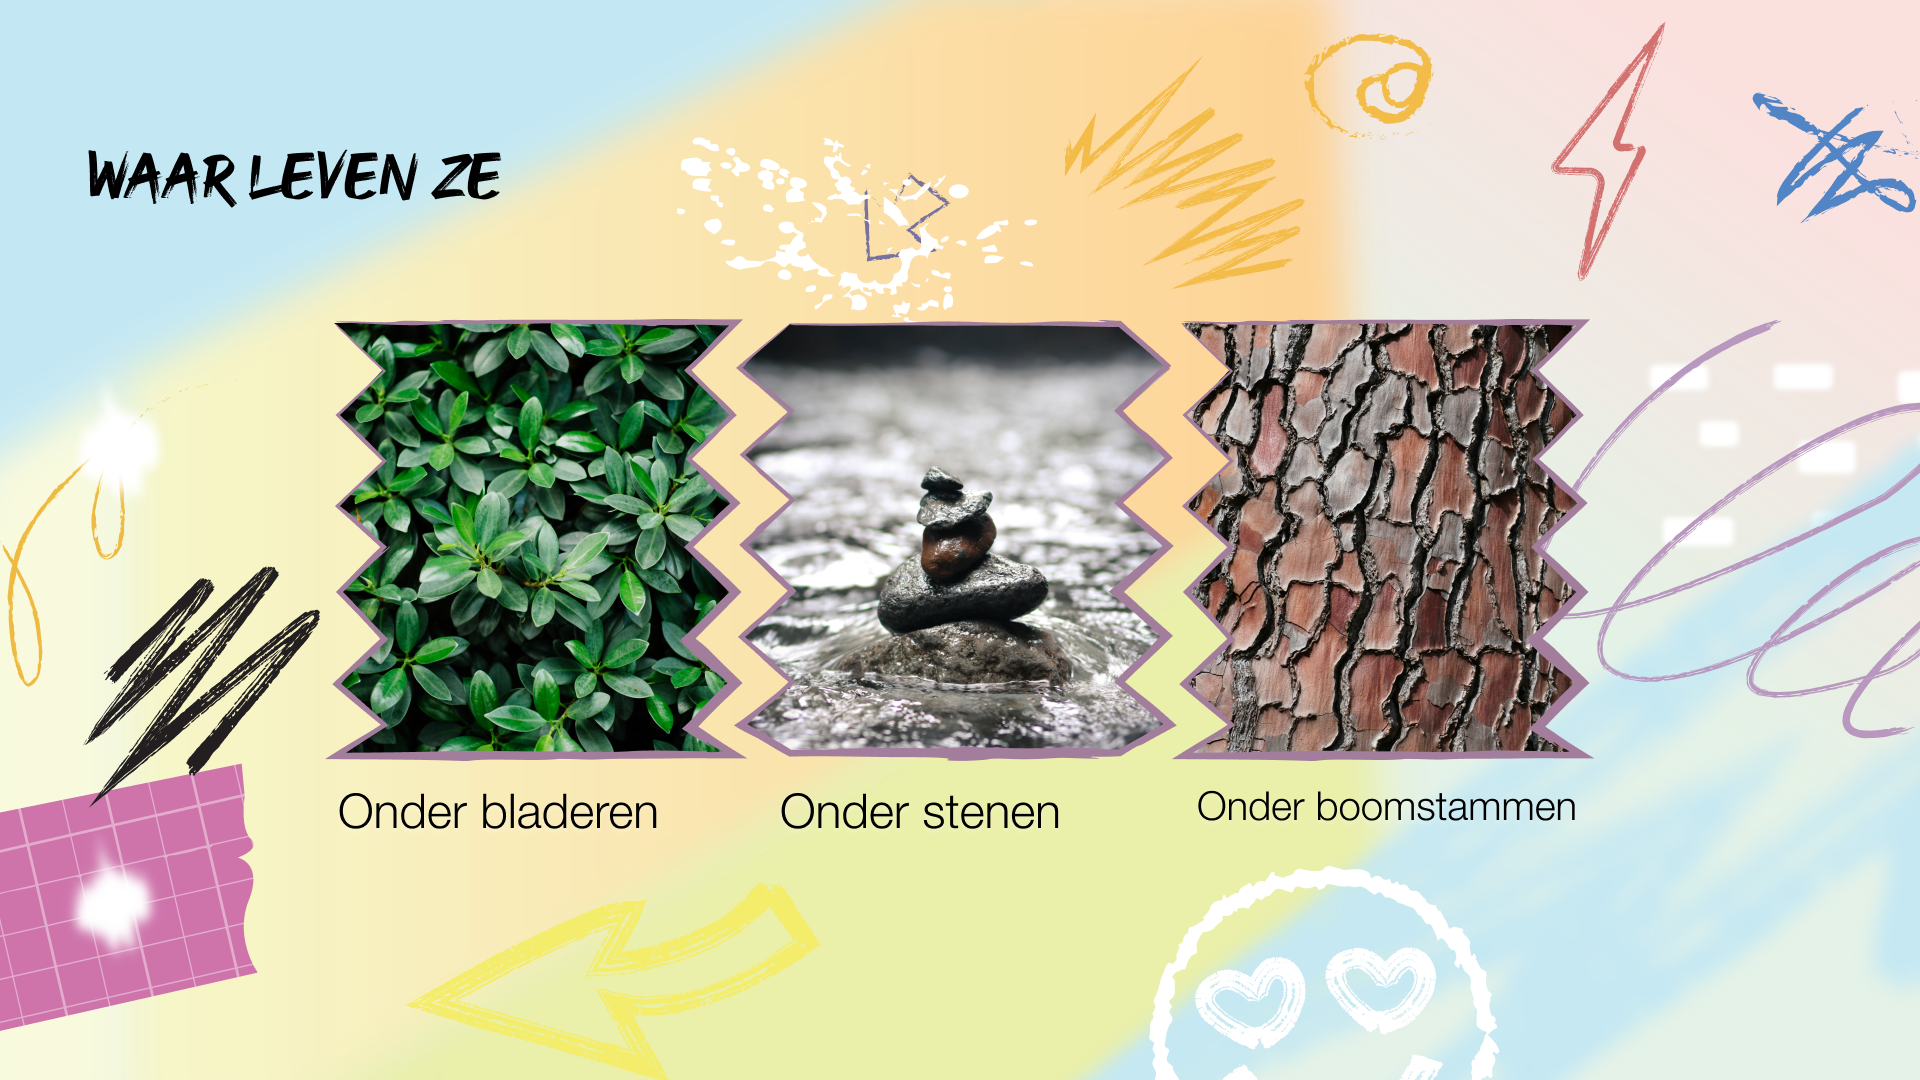 WAAR LEVEN ZE
Onder bladeren
Onder stenen
Onder boomstammen